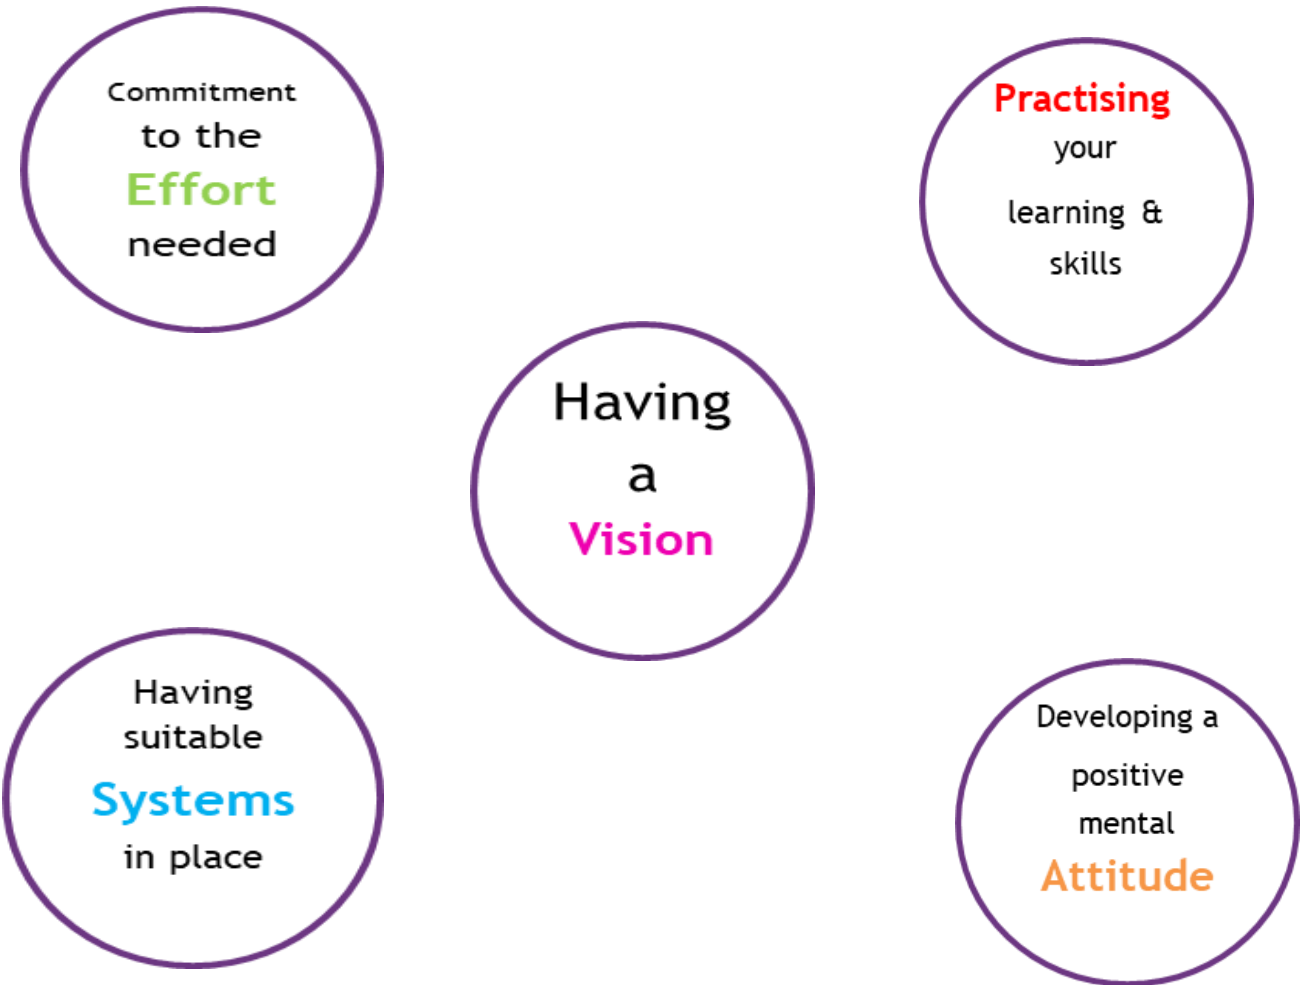 Commitment
to the
Effort
needed
Practising
your
learning &
skills
Having
a
Vision
Having
suitable
Systems
in place
Developing a
positive
mental
Attitude